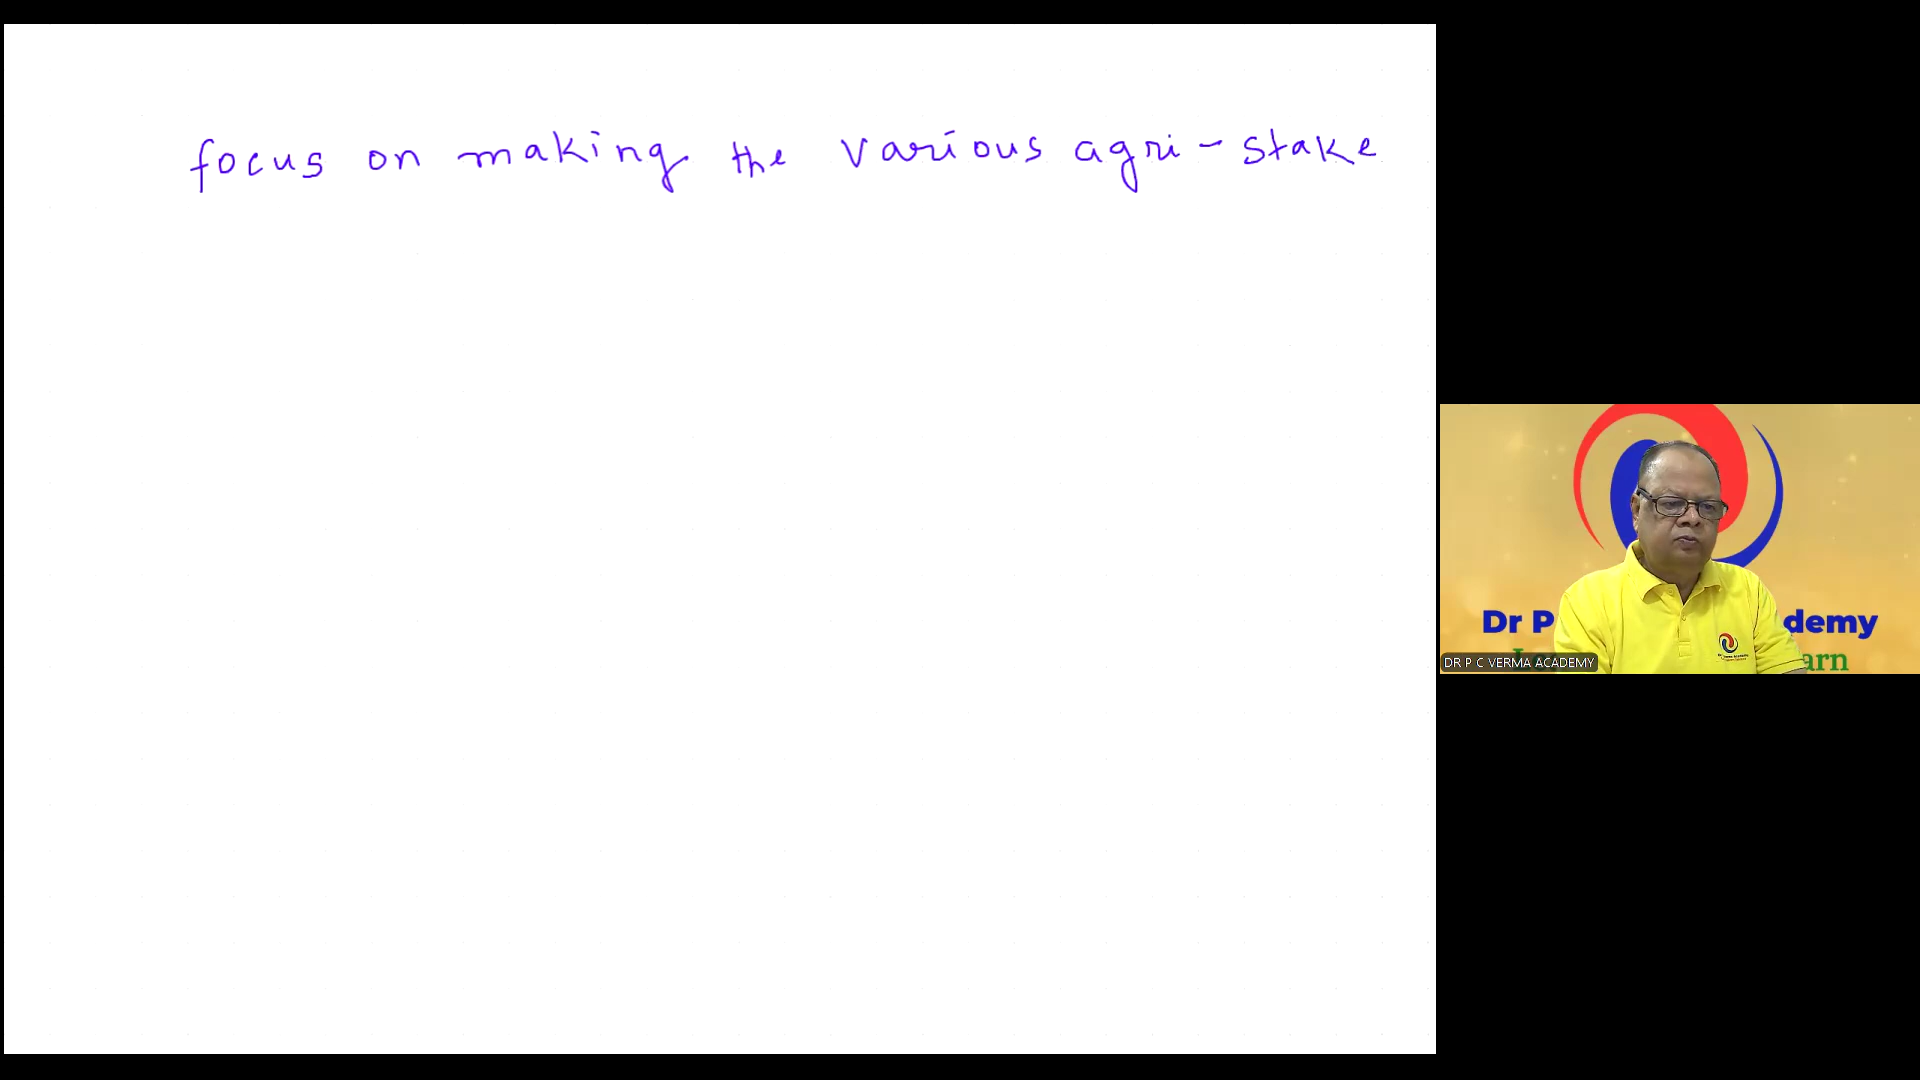 focus on making the various agri - stake
Dr P demy
DR P C VERMA ACADEMY
arn